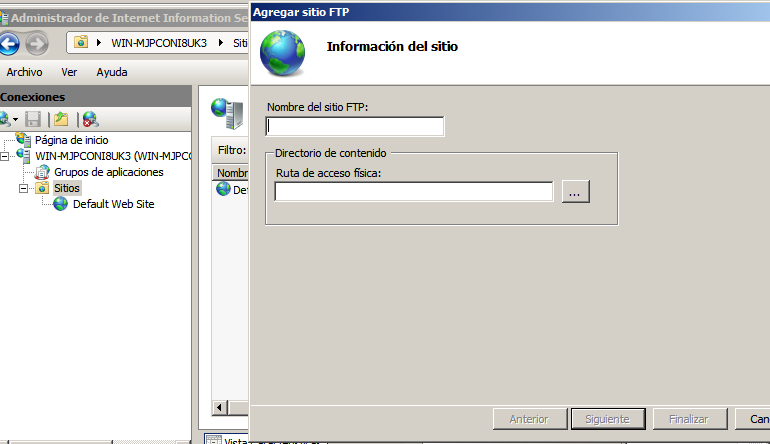 Administrador de Internet Information Se
Agregar sitio FTP
WIN-MJPCONI8UK3
Siti
Archivo Ver Ayuda
Información del sitio
Conexiones
Página de inicio
WIN-MJPCONI8UK3 (WIN-MJPCO
Grupos de aplicaciones
Sitios
Default Web Site
Filtro:
Nombr
De
Nombre del sitio FTP:
Directorio de contenido
Ruta de acceso física:
...
Anterior Siguiente Finalizar Can